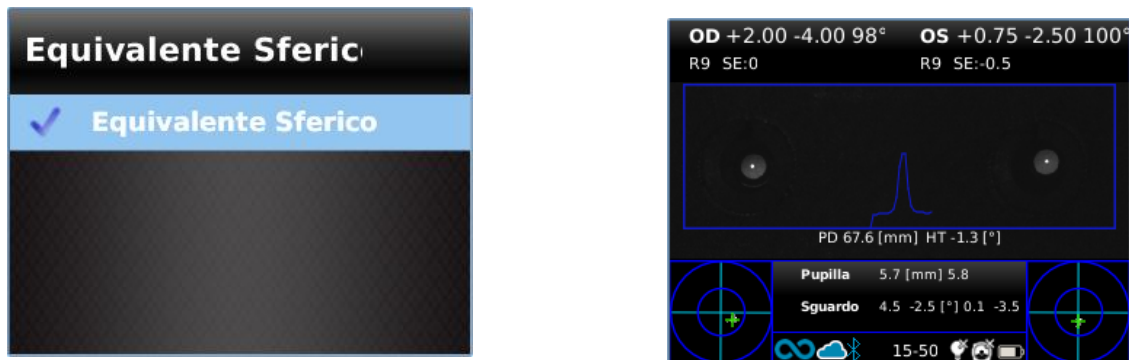 Equivalente Sferic
Equivalente Sferico
OD +2.00 -4.00 98° OS +0.75 -2.50 100°
R9 SE:0 R9 SE:-0.5
PD 67.6 [mm] HT -1.3 [°]
Pupilla 5.7 [mm] 5.8
Sguardo 4.5 -2.5 [°] 0.1 -3.5
15-50